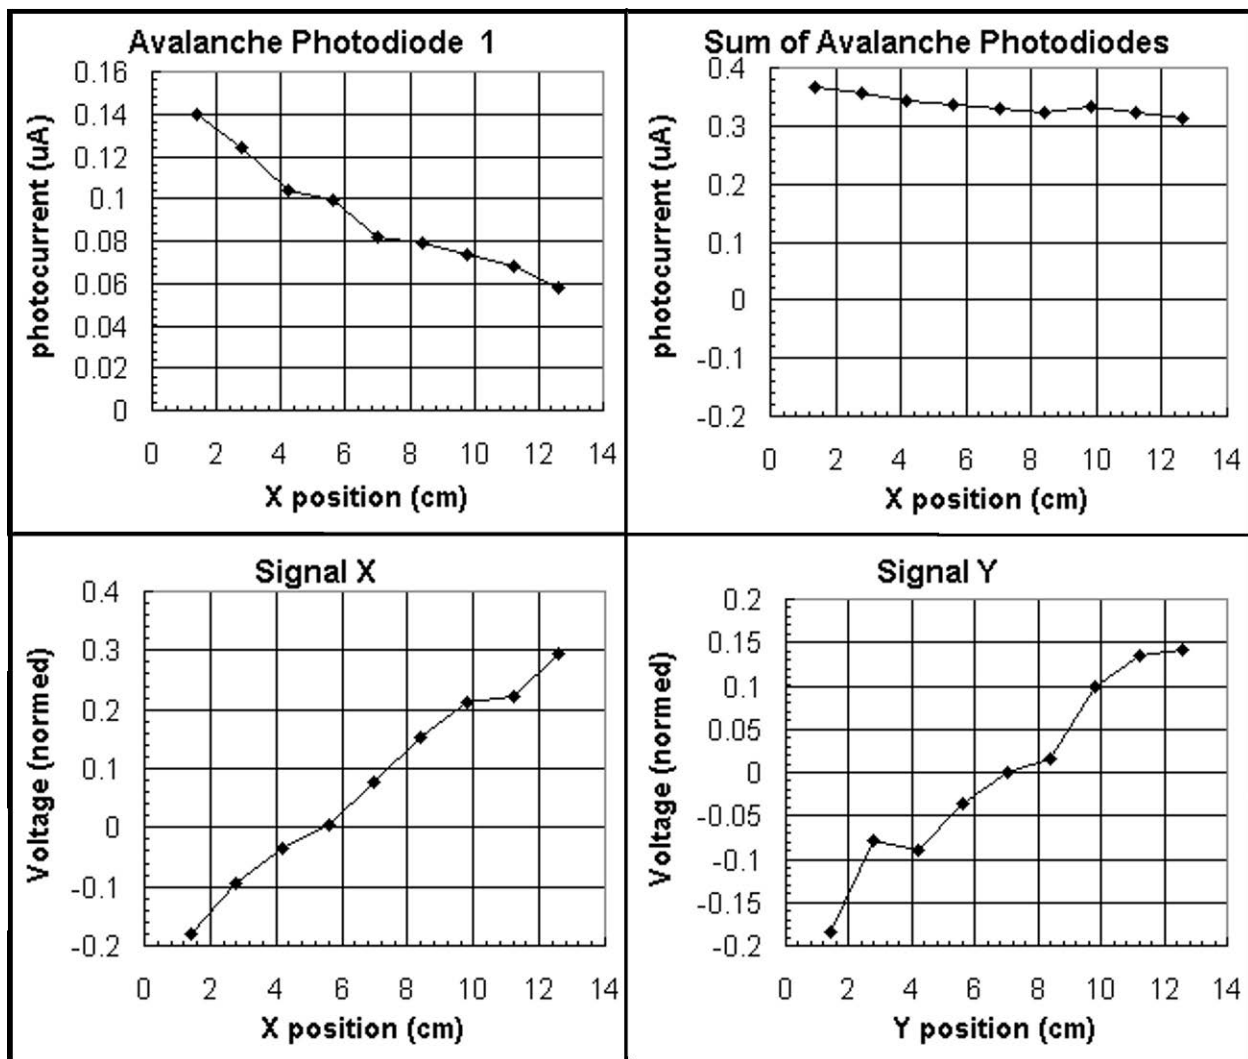 Avalanche Photodiode 1
photocurrent (uA)
0.16
0.14
0.12
0.1
0.08
0.06
0.04
0.02
0
0 2 4 6 8 10 12 14
X position (cm)
Sum of Avalanche Photodiodes
photocurrent (uA)
0.4
0.3
0.2
0.1
0
-0.1
-0.2
0 2 4 6 8 10 12 14
X position (cm)
Signal X
Voltage (normed)
0.4
0.3
0.2
0.1
0
-0.1
-0.2
0 2 4 6 8 10 12 14
X position (cm)
Signal Y
Voltage (normed)
0.2
0.15
0.1
0.05
0
-0.05
-0.1
-0.15
-0.2
0 2 4 6 8 10 12 14
Y position (cm)